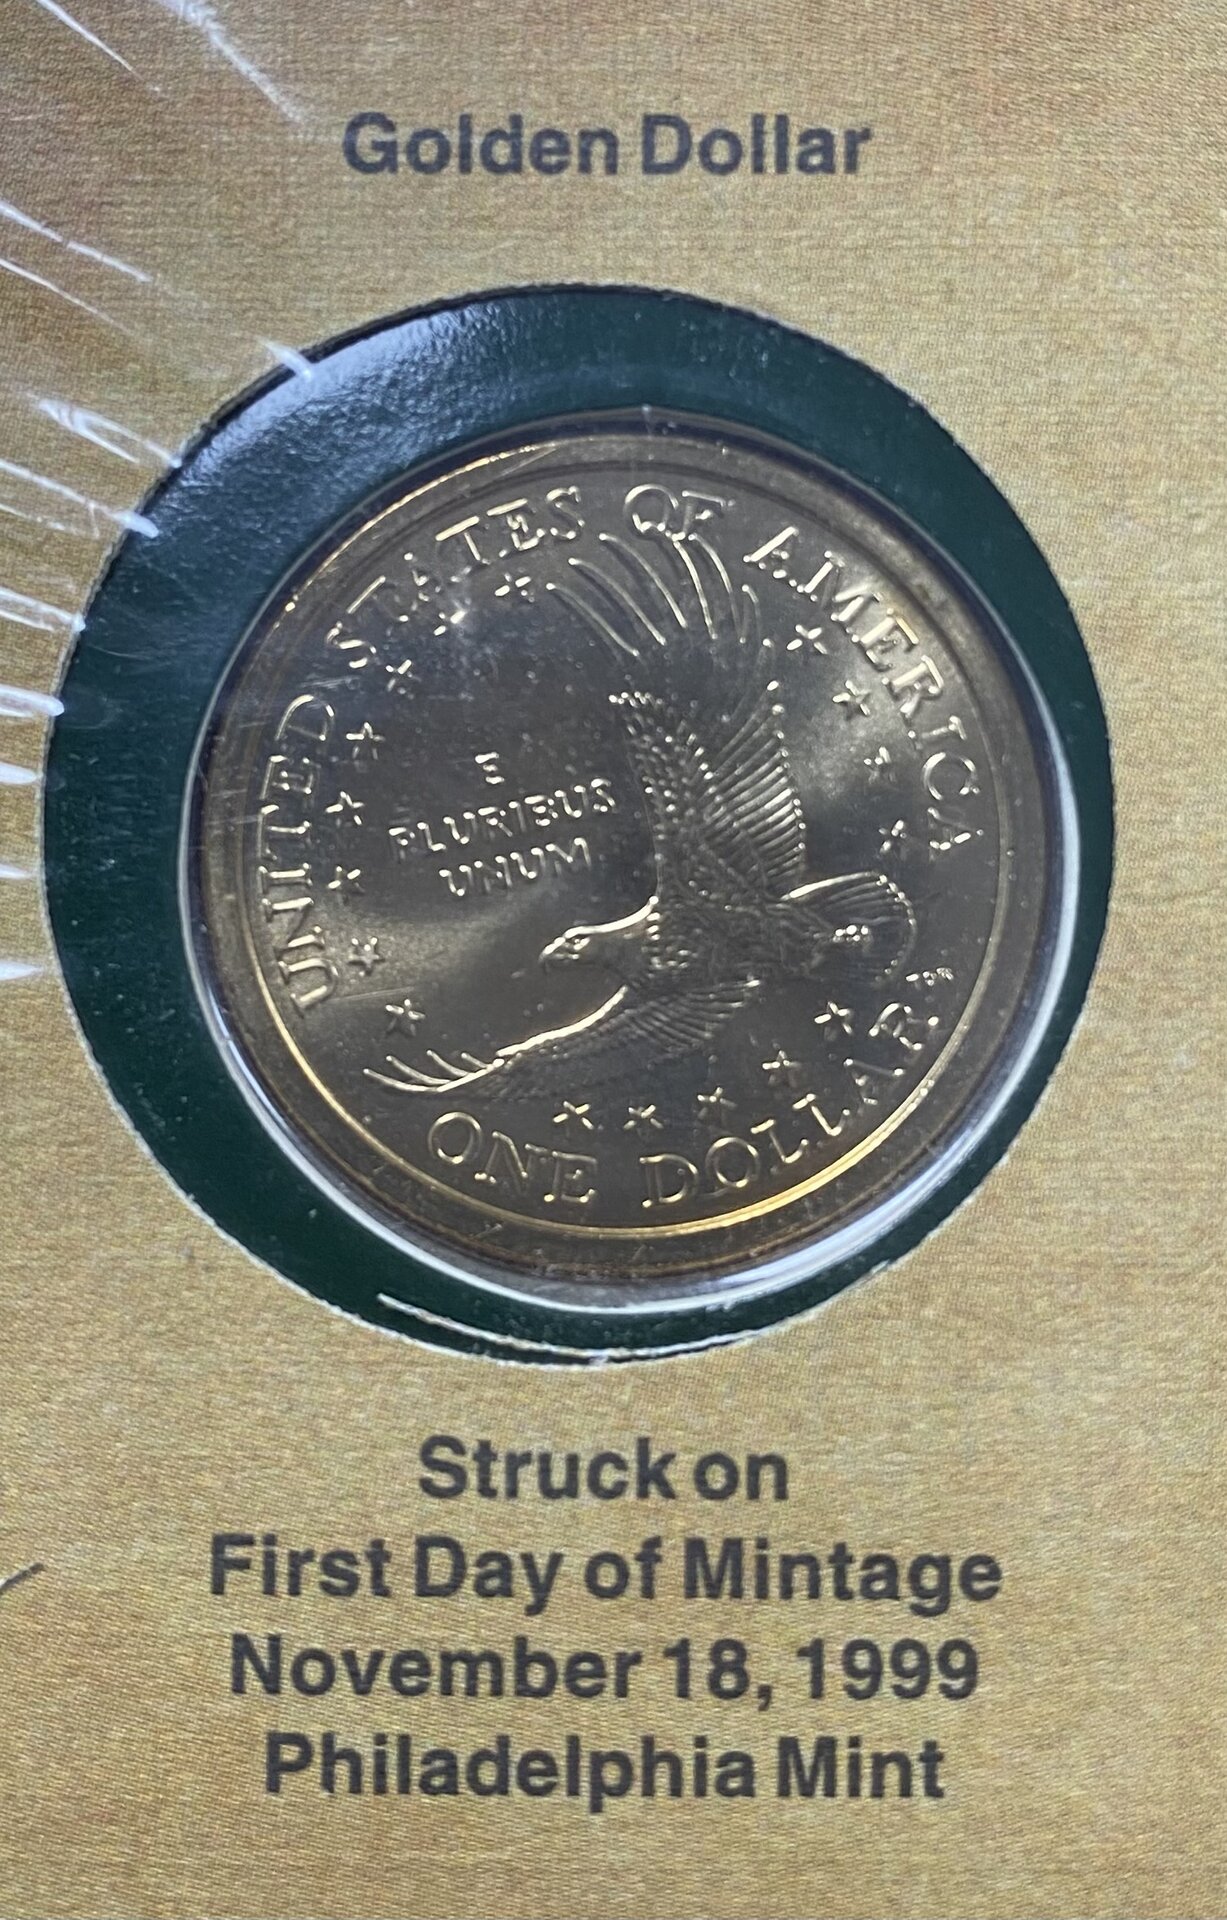 Golden Dollar
UNITED STATES OF AMERICA
E
PLURIBUS
UNUM
ONE DOLLAR
Struck on
First Day of Mintage
November 18, 1999
Philadelphia Mint